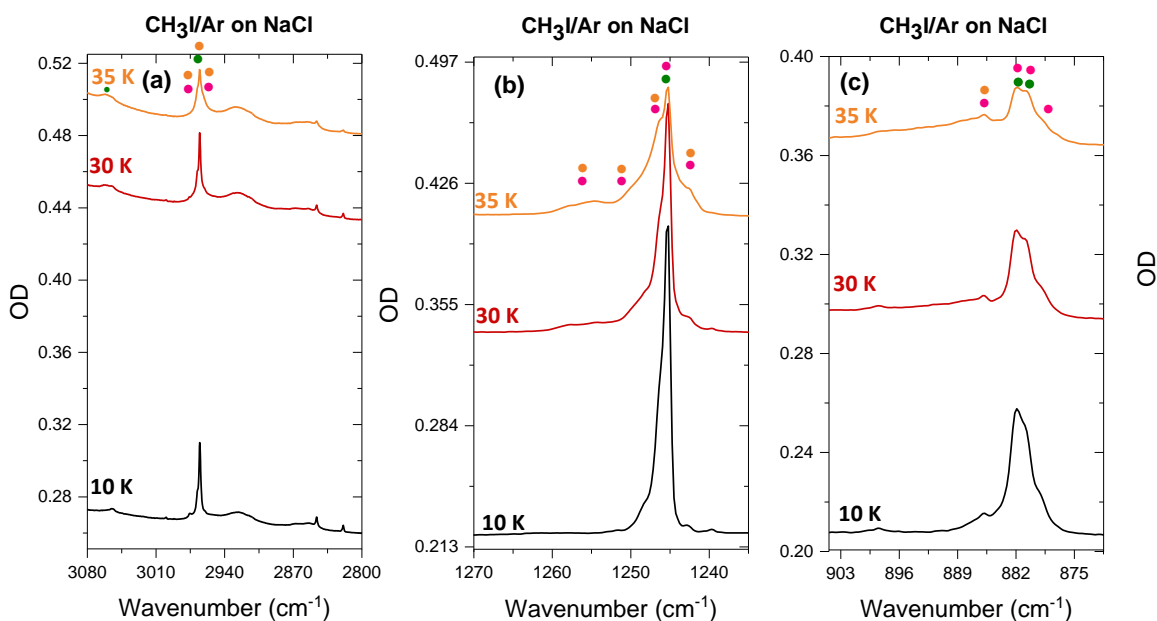 CH3I/Ar on NaCl
(a)
35 K
30 K
10 K
0.52
0.48
0.44
0.40
0.36
0.32
0.28
3080
3010
2940
2870
2800
OD
Wavenumber (cm-1)
CH3I/Ar on NaCl
(b)
35 K
30 K
10 K
0.497
0.426
0.355
0.284
0.213
1270
1260
1250
1240
OD
Wavenumber (cm-1)
CH3I/Ar on NaCl
(c)
35 K
30 K
10 K
0.40
0.36
0.32
0.28
0.24
0.20
903
896
889
882
875
OD
Wavenumber (cm-1)
OD